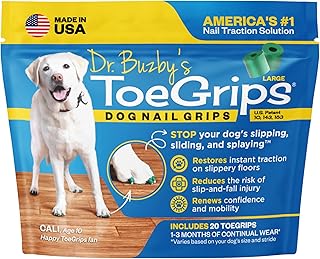 MADE IN
USA
AMERICA'S #1
Nail Traction Solution
Dr. Buzby's
ToeGrips®
LARGE
DOG NAIL GRIPS
STOP your dog's slipping,
sliding, and splaying™
Restores instant traction
on slippery floors
Reduces the risk of
slip-and-fall injury
Renews confidence
and mobility
CALI, Age 10
Happy ToeGrips fan
INCLUDES 20 TOEGRIPS
1-3 MONTHS OF CONTINUAL WEAR*
*Varies based on your dog's size and stride